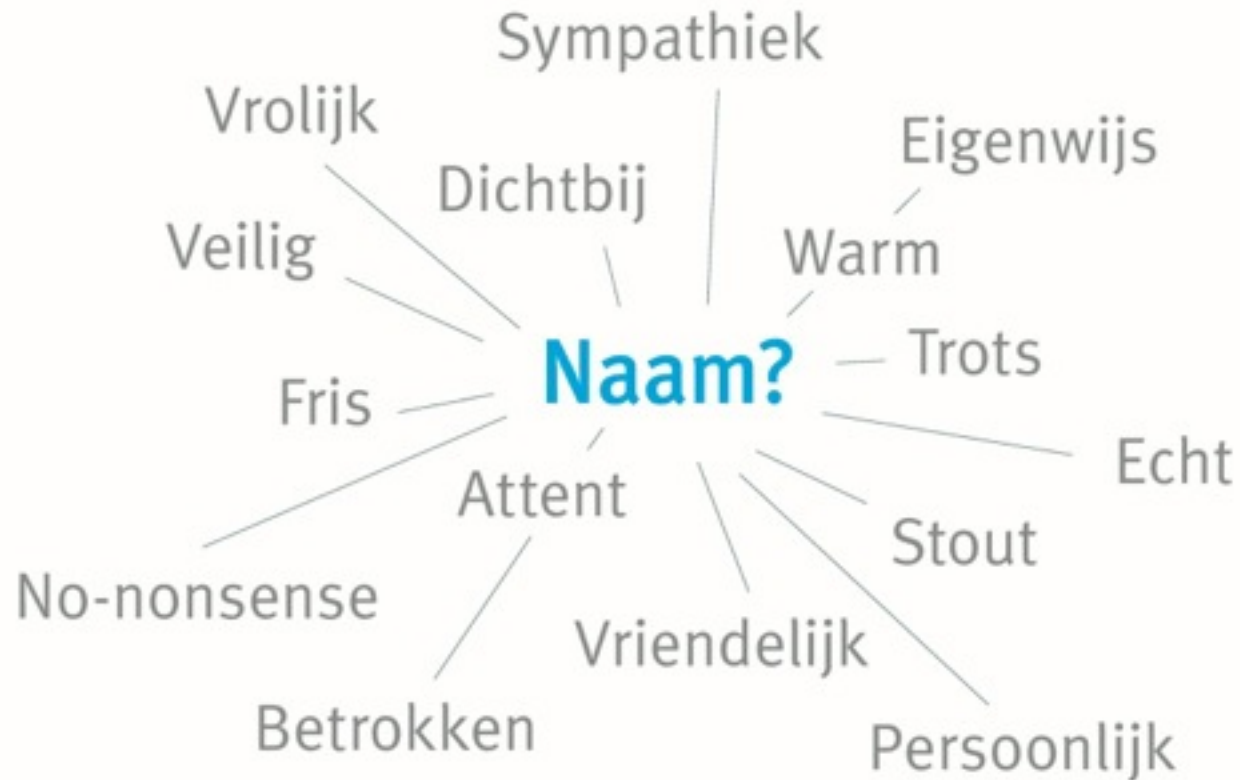 Sympathiek
Vrolijk
Eigenwijs
Dichtbij
Veilig
Warm
Naam?
Trots
Fris
Echt
Attent
Stout
No-nonsense
Vriendelijk
Betrokken
Persoonlijk